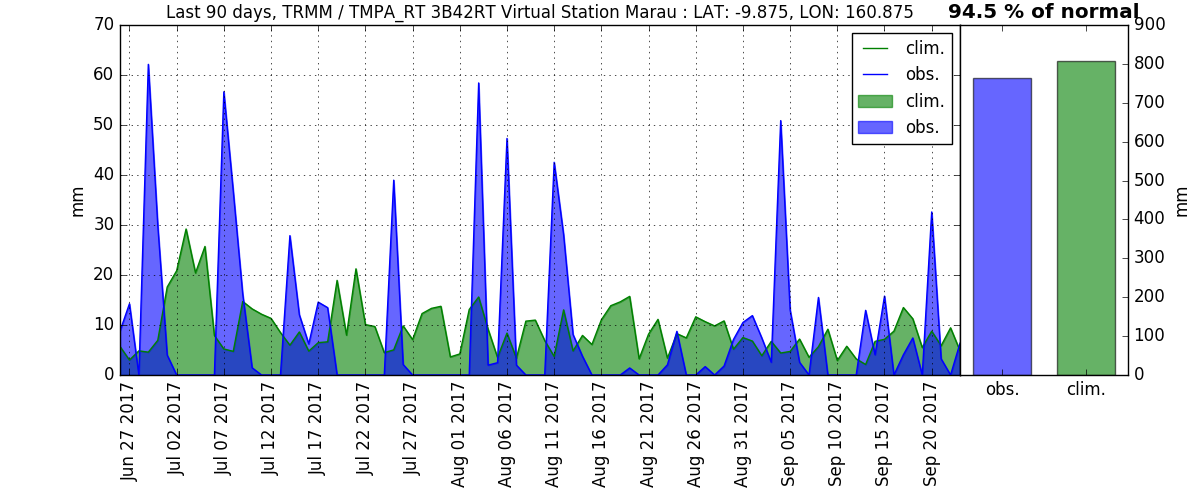 Last 90 days, TRMM / TMPA_RT 3B42RT Virtual Station Marau : LAT: -9.875, LON: 160.875
94.5 % of normal
70
60
50
40
30
20
10
0
mm
clim.
obs.
clim.
obs.
900
800
700
600
500
400
300
200
100
0
mm
Jun 27 2017
Jul 02 2017
Jul 07 2017
Jul 12 2017
Jul 17 2017
Jul 22 2017
Jul 27 2017
Aug 01 2017
Aug 06 2017
Aug 11 2017
Aug 16 2017
Aug 21 2017
Aug 26 2017
Aug 31 2017
Sep 05 2017
Sep 10 2017
Sep 15 2017
Sep 20 2017
obs.
clim.